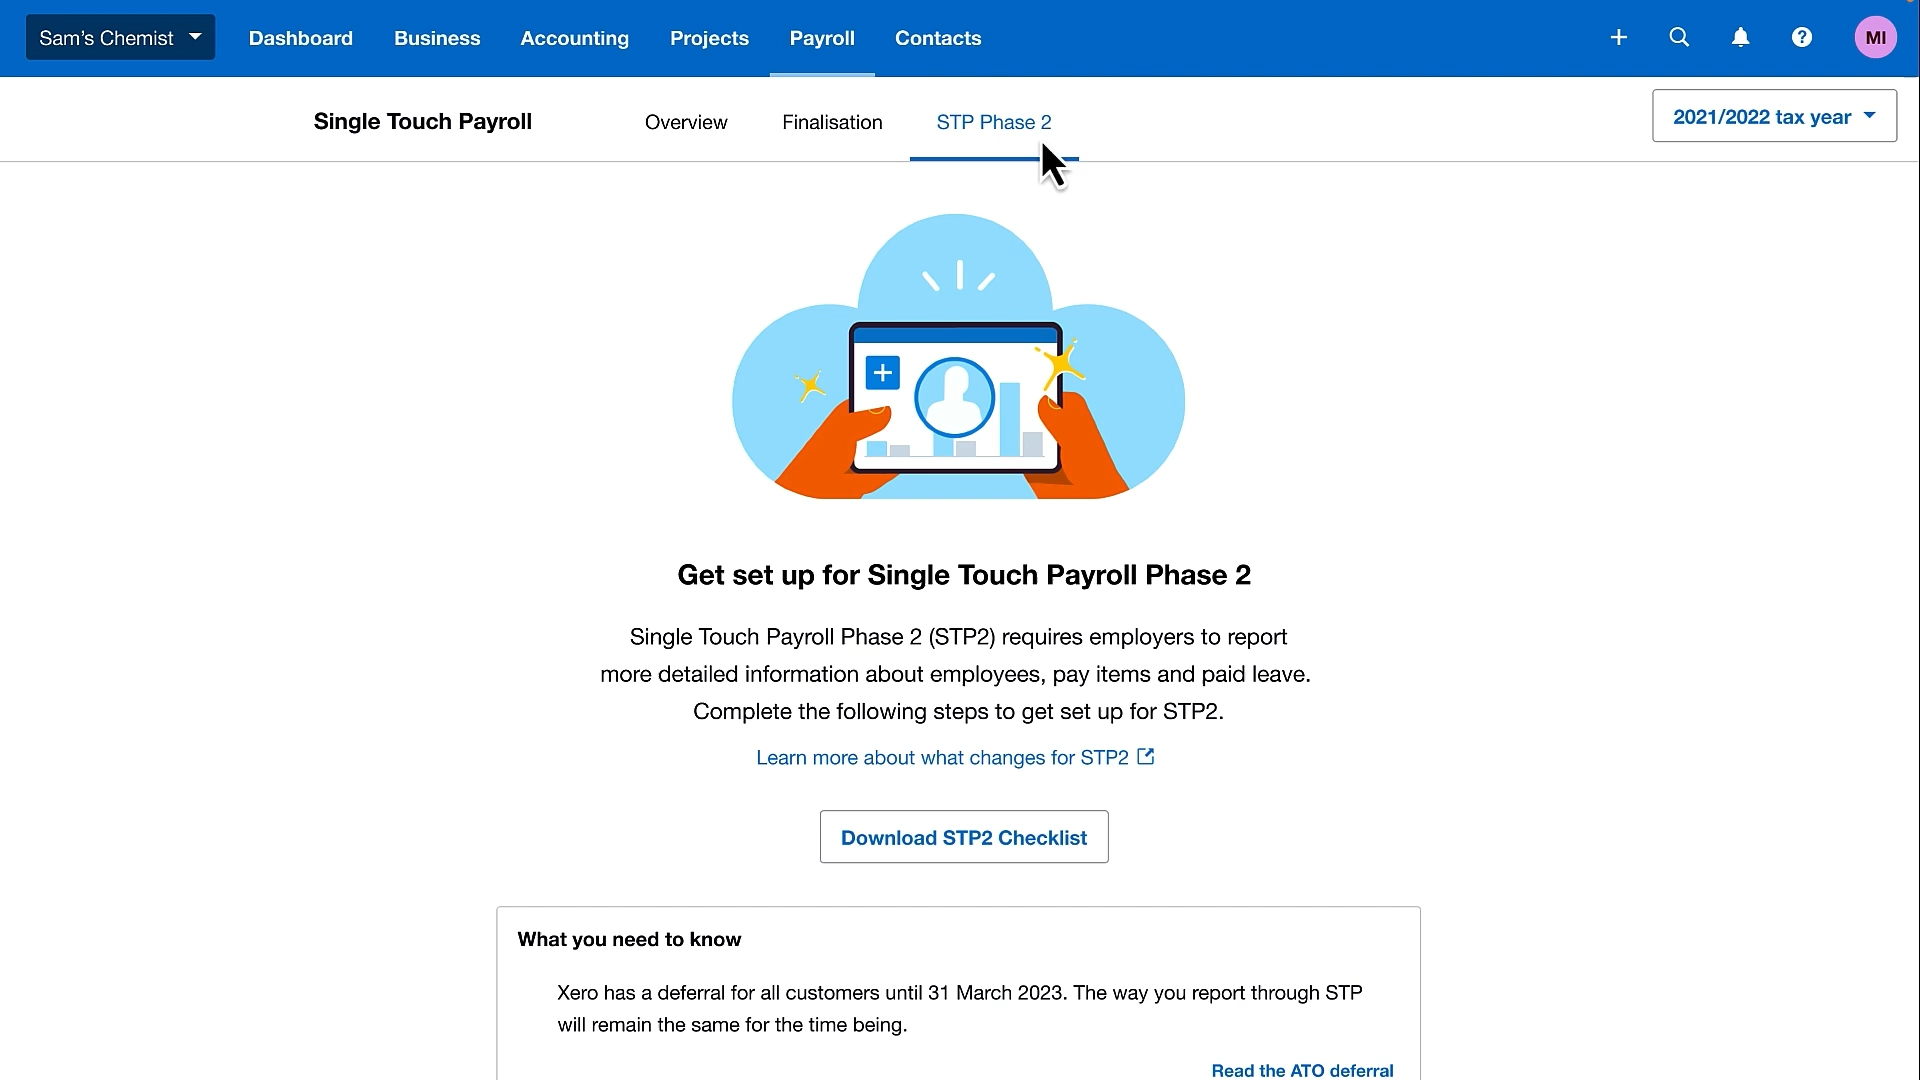 Sam's Chemist
Dashboard
Business
Accounting
Projects
Payroll
Contacts
MI
Single Touch Payroll
Overview
Finalisation
STP Phase 2
2021/2022 tax year
Get set up for Single Touch Payroll Phase 2
Single Touch Payroll Phase 2 (STP2) requires employers to report
more detailed information about employees, pay items and paid leave.
Complete the following steps to get set up for STP2.
Learn more about what changes for STP2
Download STP2 Checklist
What you need to know
Xero has a deferral for all customers until 31 March 2023. The way you report through STP
will remain the same for the time being.
Read the ATO deferral